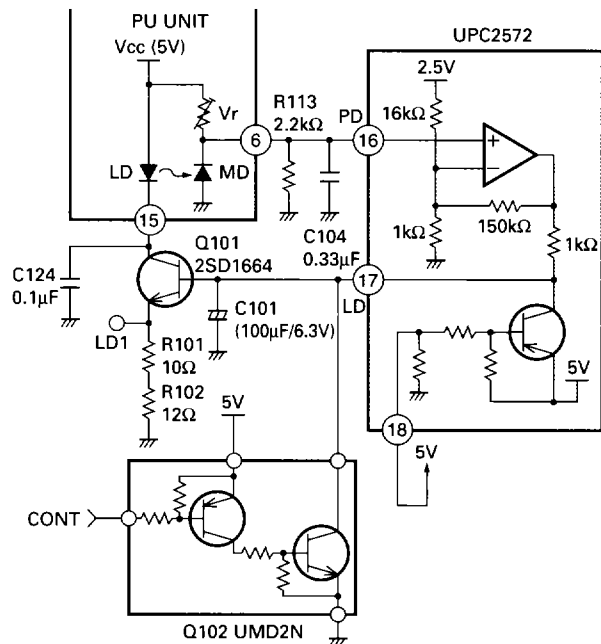 PU UNIT
Vcc (5V)
Vr
LD
MD
6
15
R113
2.2kΩ
PD
16
C104
0.33μF
UPC2572
2.5V
16kΩ
+
−
150kΩ
1kΩ
1kΩ
17
LD
5V
18
5V
Q101
2SD1664
C124
0.1μF
C101
(100μF/6.3V)
LD1
R101
10Ω
R102
12Ω
5V
CONT
Q102 UMD2N